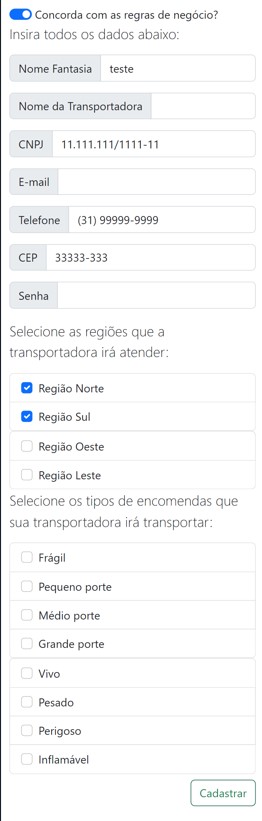 Concorda com as regras de negócio?
Insira todos os dados abaixo:
Nome Fantasia teste
Nome da Transportadora
CNPJ 11.111.111/1111-11
E-mail
Telefone (31) 99999-9999
CEP 33333-333
Senha
Selecione as regiões que a
transportadora irá atender:
Região Norte
Região Sul
Região Oeste
Região Leste
Selecione os tipos de encomendas que
sua transportadora irá transportar:
Frágil
Pequeno porte
Médio porte
Grande porte
Vivo
Pesado
Perigoso
Inflamável
Cadastrar